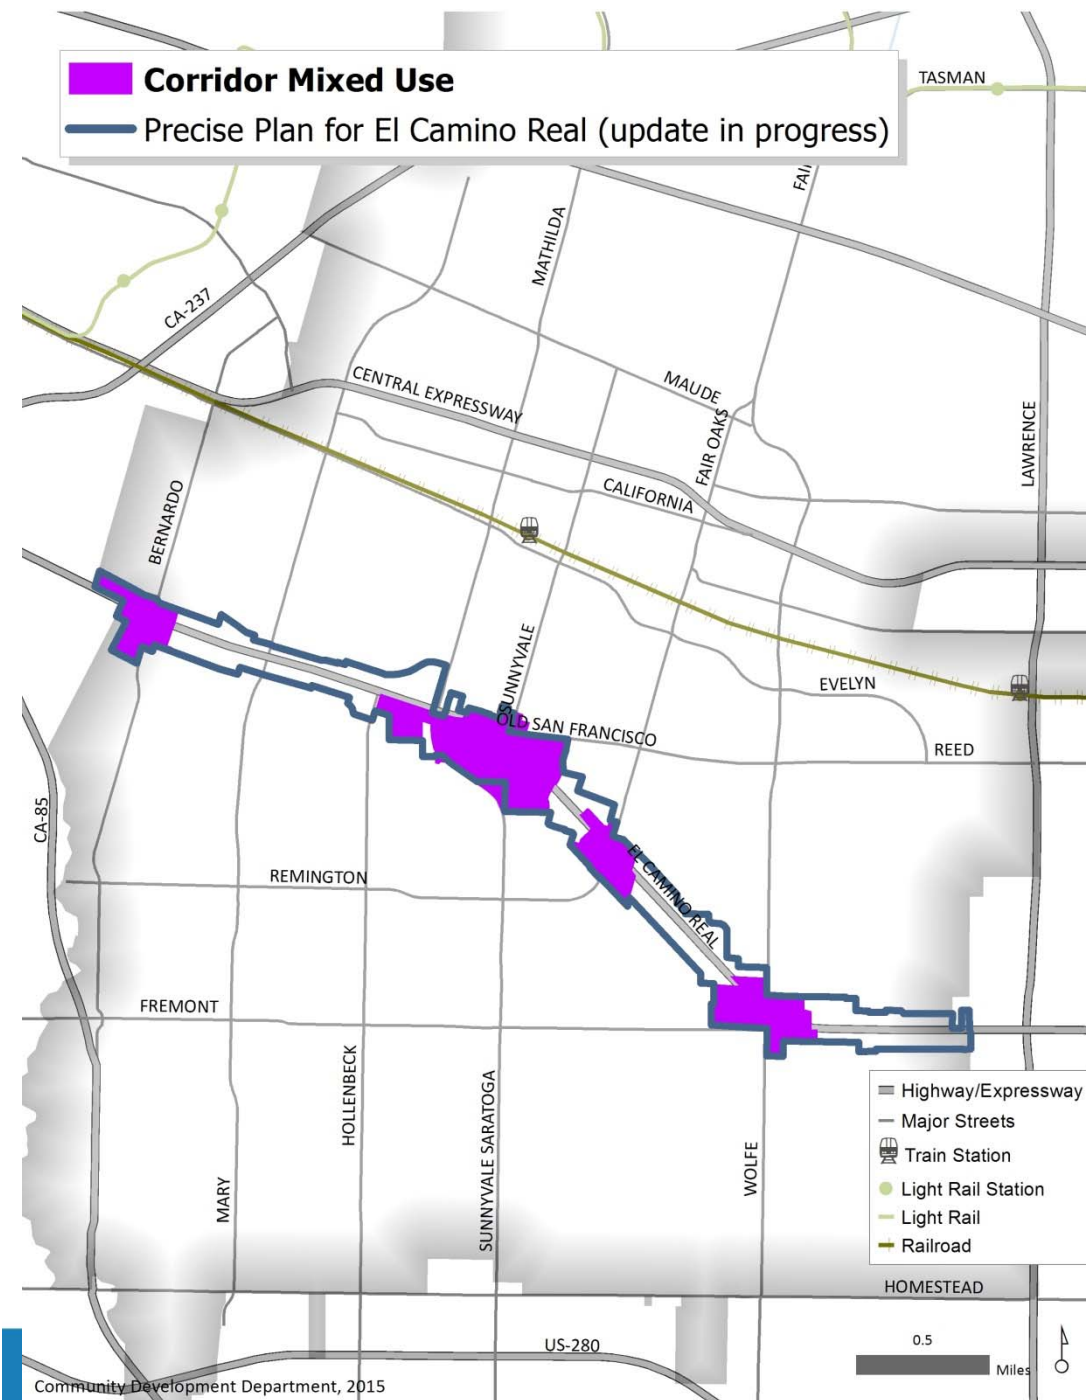 Corridor Mixed Use
Precise Plan for El Camino Real (update in progress)
TASMAN
FAI
MATHILDA
CA-237
CENTRAL EXPRESSWAY
MAUDE
FAIR OAKS
LAWRENCE
CALIFORNIA
BERNARDO
SUNNYVALE
EVELYN
OLD SAN FRANCISCO
REED
CA-85
EL CAMINO REAL
REMINGTON
FREMONT
HOLLENBECK
SUNNYVALE SARATOGA
WOLFE
MARY
Highway/Expressway
Major Streets
Train Station
Light Rail Station
Light Rail
Railroad
HOMESTEAD
US-280
0.5
Miles
Community Development Department, 2015